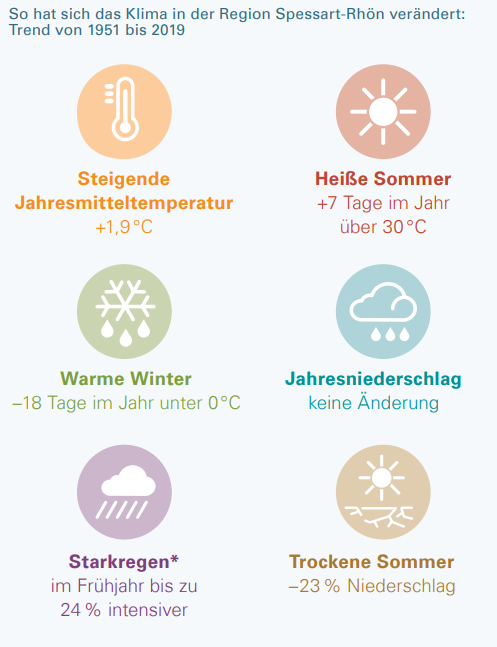 So hat sich das Klima in der Region Spessart-Rhön verändert:
Trend von 1951 bis 2019
Steigende
Jahresmitteltemperatur
+1,9 °C
Heiße Sommer
+7 Tage im Jahr
über 30 °C
Warme Winter
–18 Tage im Jahr unter 0 °C
Jahresniederschlag
keine Änderung
Starkregen*
im Frühjahr bis zu
24 % intensiver
Trockene Sommer
–23 % Niederschlag